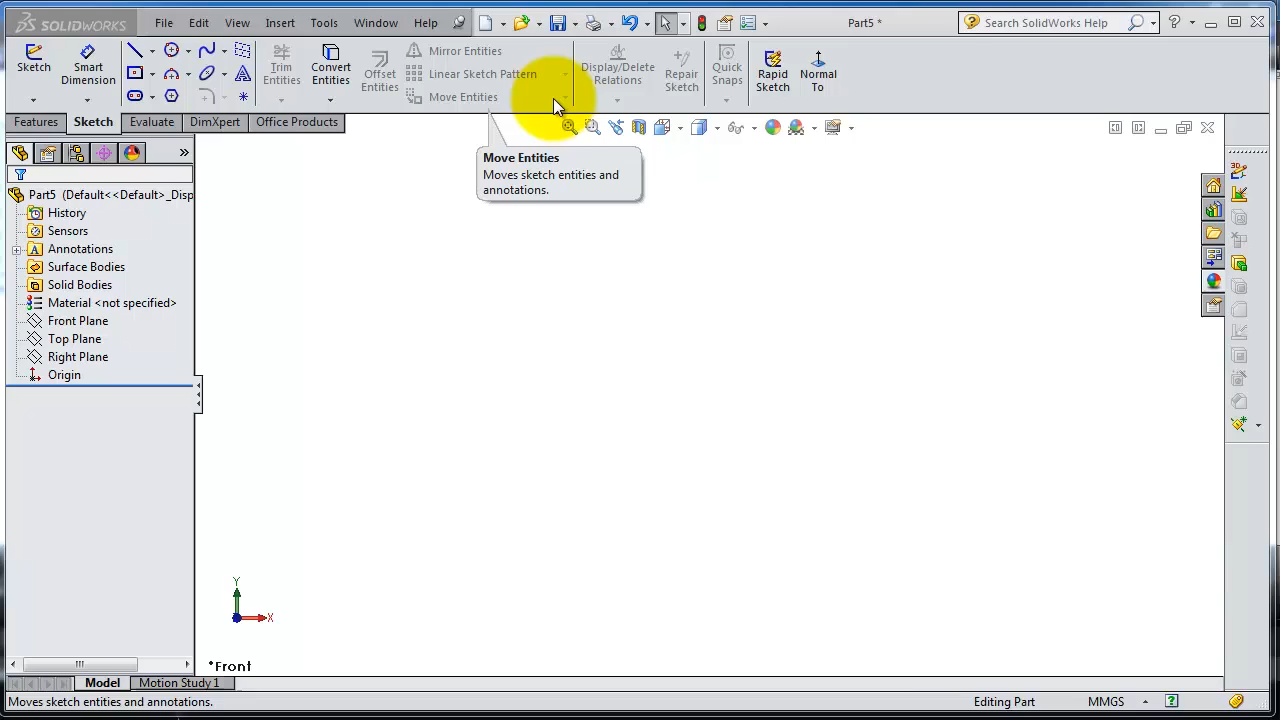 SOLIDWORKS File Edit View Insert Tools Window Help Part5 * Search SolidWorks Help
Sketch Smart Dimension Trim Entities Convert Entities Offset Entities Mirror Entities Linear Sketch Pattern Move Entities Display/Delete Relations Repair Sketch Quick Snaps Rapid Sketch Normal To
Features Sketch Evaluate DimXpert Office Products
Move Entities
Moves sketch entities and
annotations.
Part5 (Default<<Default>_Disp
History
Sensors
Annotations
Surface Bodies
Solid Bodies
Material <not specified>
Front Plane
Top Plane
Right Plane
Origin
Y
X
*Front
Model Motion Study 1
Moves sketch entities and annotations. Editing Part MMGS